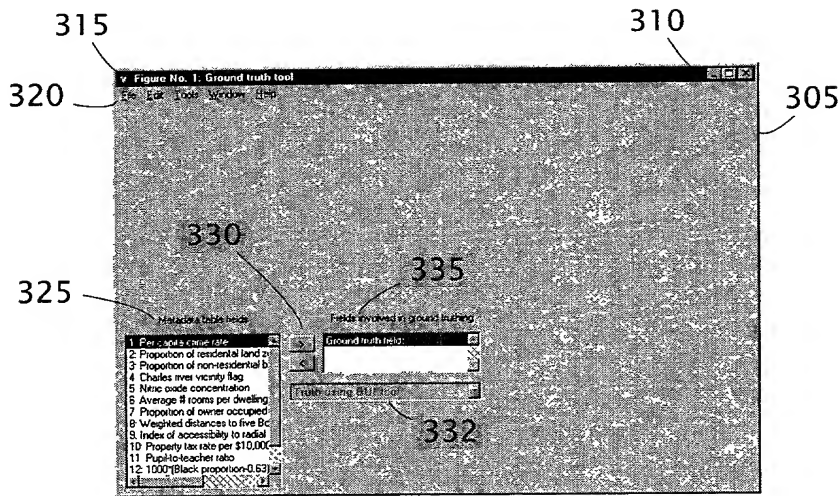 315
310
v Figure No. 1: Ground truth tool
320
File Edit Tools Window Help
305
330
335
325
Metadata table fields
Fields involved in ground truthing
1: Per capita crime rate
2: Proportion of residential land z
3: Proportion of non-residential b
4: Charles river vicinity flag
5: Nitric oxide concentration
6: Average # rooms per dwelling
7: Proportion of owner occupied
8: Weighted distances to five Bo
9: Index of accessibility to radial
10: Property tax rate per $10,000
11: Pupil-to-teacher ratio
12: 1000*(Black proportion-0.63)
>
<
Ground truth field:
Truth using
332